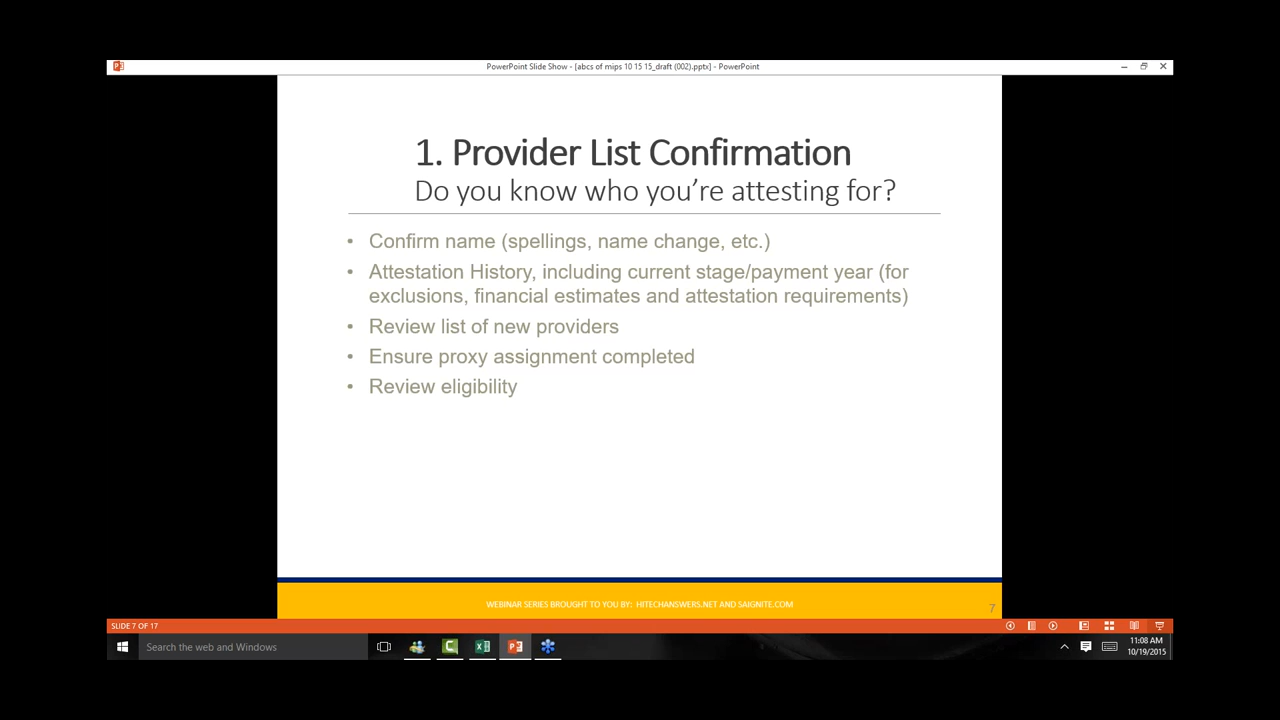 PowerPoint Slide Show - [abcs of mips 10 15 15_draft (002).pptx] - PowerPoint
1. Provider List Confirmation
Do you know who you’re attesting for?
• Confirm name (spellings, name change, etc.)
• Attestation History, including current stage/payment year (for
exclusions, financial estimates and attestation requirements)
• Review list of new providers
• Ensure proxy assignment completed
• Review eligibility
WEBINAR SERIES BROUGHT TO YOU BY: HITECHANSWERS.NET AND SAIGNITE.COM
7
SLIDE 7 OF 17
Search the web and Windows
11:08 AM
10/19/2015